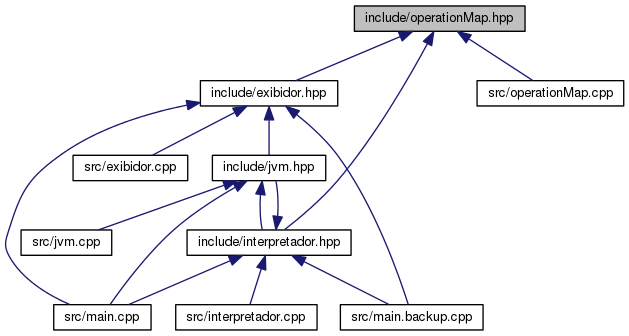 include/operationMap.hpp
include/exibidor.hpp
src/operationMap.cpp
src/exibidor.cpp
include/jvm.hpp
src/jvm.cpp
include/interpretador.hpp
src/main.cpp
src/interpretador.cpp
src/main.backup.cpp